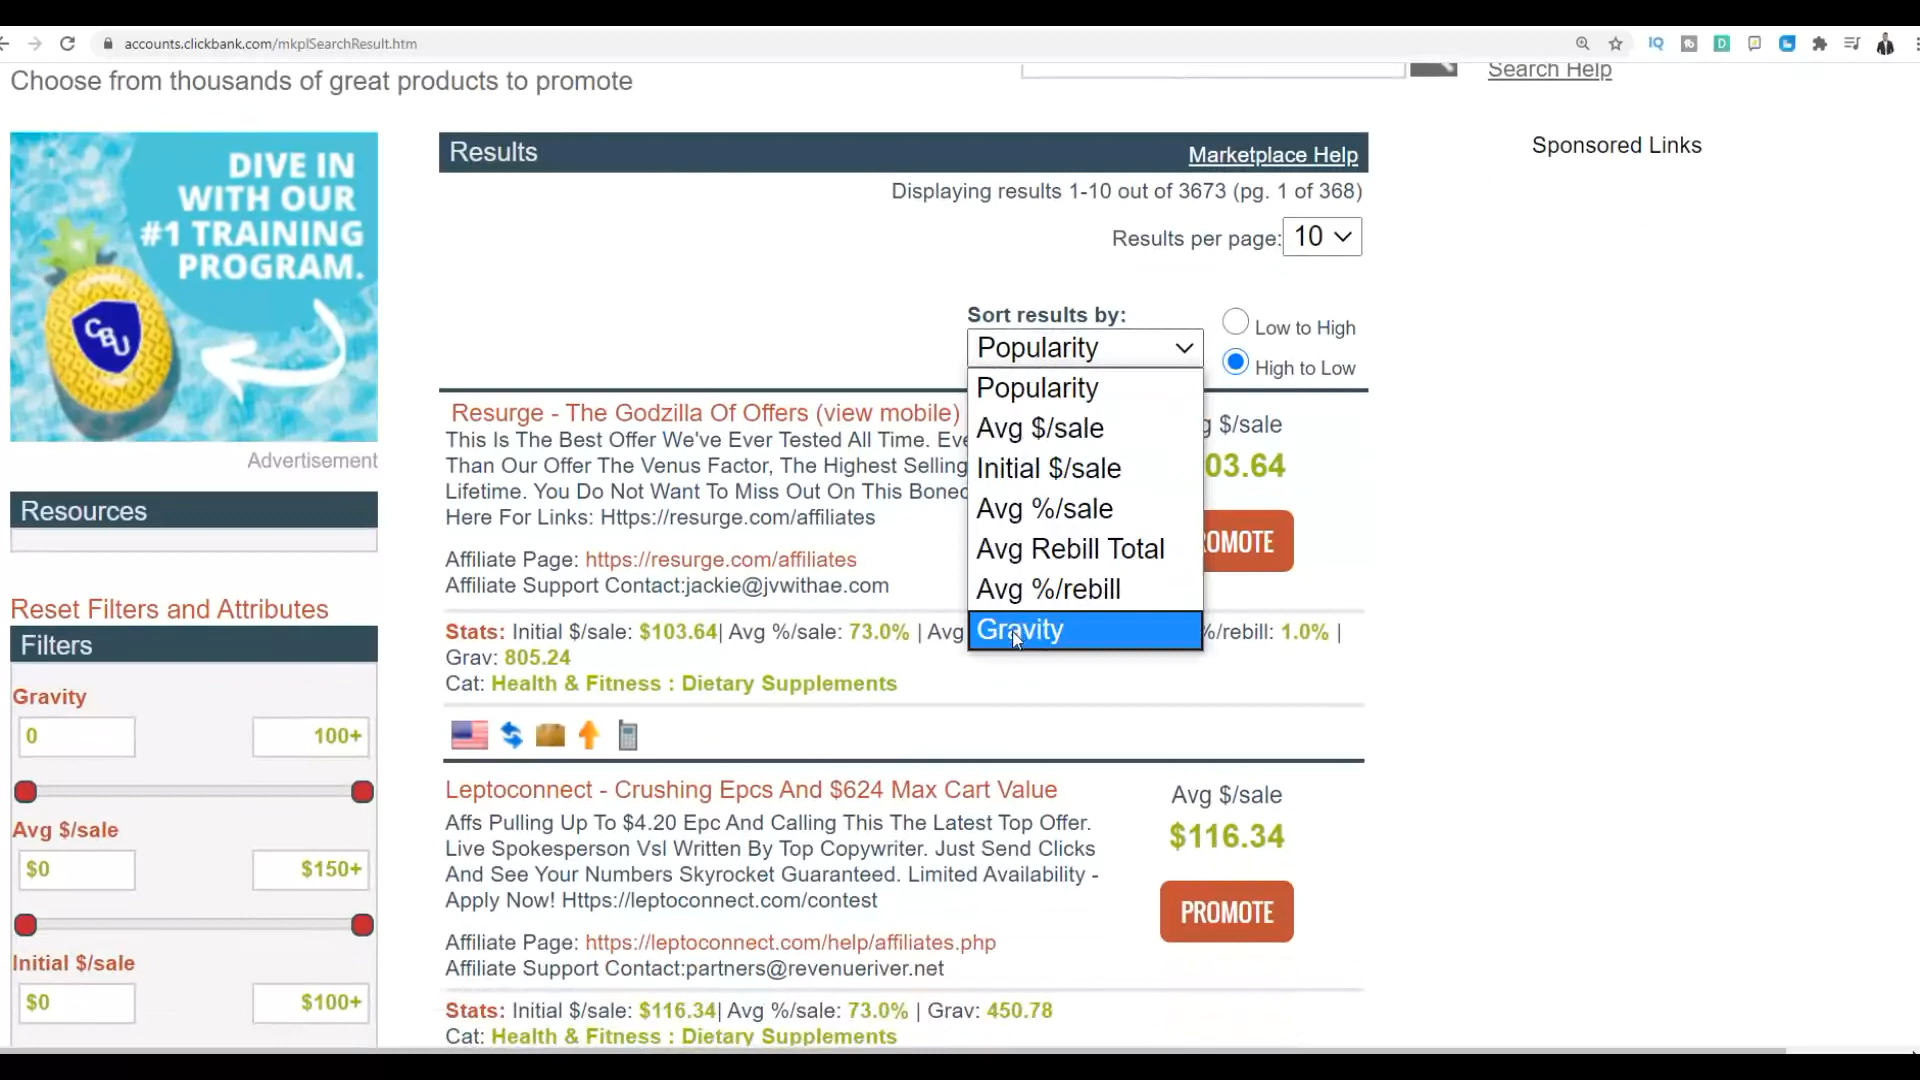 accounts.clickbank.com/mkplSearchResult.htm
Choose from thousands of great products to promote
Search Help
DIVE IN
WITH OUR
#1 TRAINING
PROGRAM.
CBU
Advertisement
Resources
Reset Filters and Attributes
Filters
Gravity
0 100+
Avg $/sale
$0 $150+
Initial $/sale
$0 $100+
Results Marketplace Help
Displaying results 1-10 out of 3673 (pg. 1 of 368)
Results per page: 10
Sort results by:
Popularity
Low to High
High to Low
Popularity
Avg $/sale
Initial $/sale
Avg %/sale
Avg Rebill Total
Avg %/rebill
Gravity
Resurge - The Godzilla Of Offers (view mobile)
This Is The Best Offer We've Ever Tested All Time.
Than Our Offer The Venus Factor, The Highest Selling
Lifetime. You Do Not Want To Miss Out On This
Here For Links: Https://resurge.com/affiliates
Affiliate Page: https://resurge.com/affiliates
Affiliate Support Contact:jackie@jvwithae.com
$/sale
03.64
PROMOTE
Stats: Initial $/sale: $103.64| Avg %/sale: 73.0% | Avg %/rebill: 1.0% |
Grav: 805.24
Cat: Health & Fitness : Dietary Supplements
Leptoconnect - Crushing Epcs And $624 Max Cart Value
Affs Pulling Up To $4.20 Epc And Calling This The Latest Top Offer.
Live Spokesperson Vsl Written By Top Copywriter. Just Send Clicks
And See Your Numbers Skyrocket Guaranteed. Limited Availability -
Apply Now! Https://leptoconnect.com/contest
Affiliate Page: https://leptoconnect.com/help/affiliates.php
Affiliate Support Contact:partners@revenueriver.net
Avg $/sale
$116.34
PROMOTE
Stats: Initial $/sale: $116.34| Avg %/sale: 73.0% | Grav: 450.78
Cat: Health & Fitness : Dietary Supplements
Sponsored Links